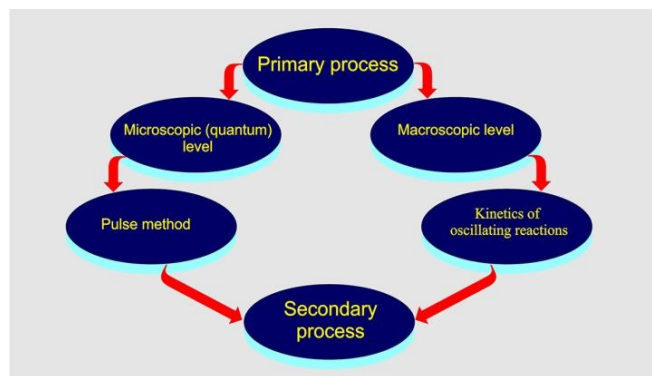 Primary process
Microscopic (quantum)
level
Macroscopic level
Pulse method
Kinetics of
oscillating reactions
Secondary
process